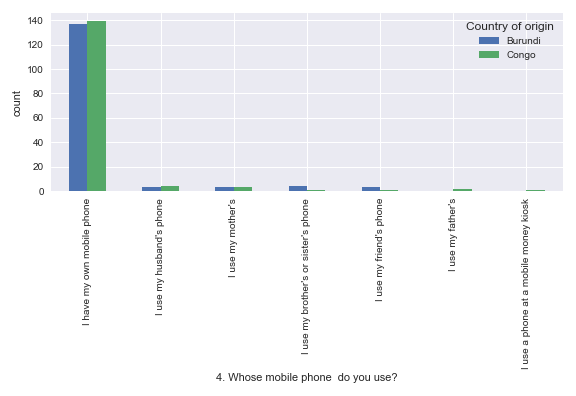 140
120
100
80
60
40
20
0
count
Country of origin
Burundi
Congo
I have my own mobile phone
I use my husband's phone
I use my mother's
I use my brother's or sister's phone
I use my friend's phone
I use my father's
I use a phone at a mobile money kiosk
4. Whose mobile phone  do you use?